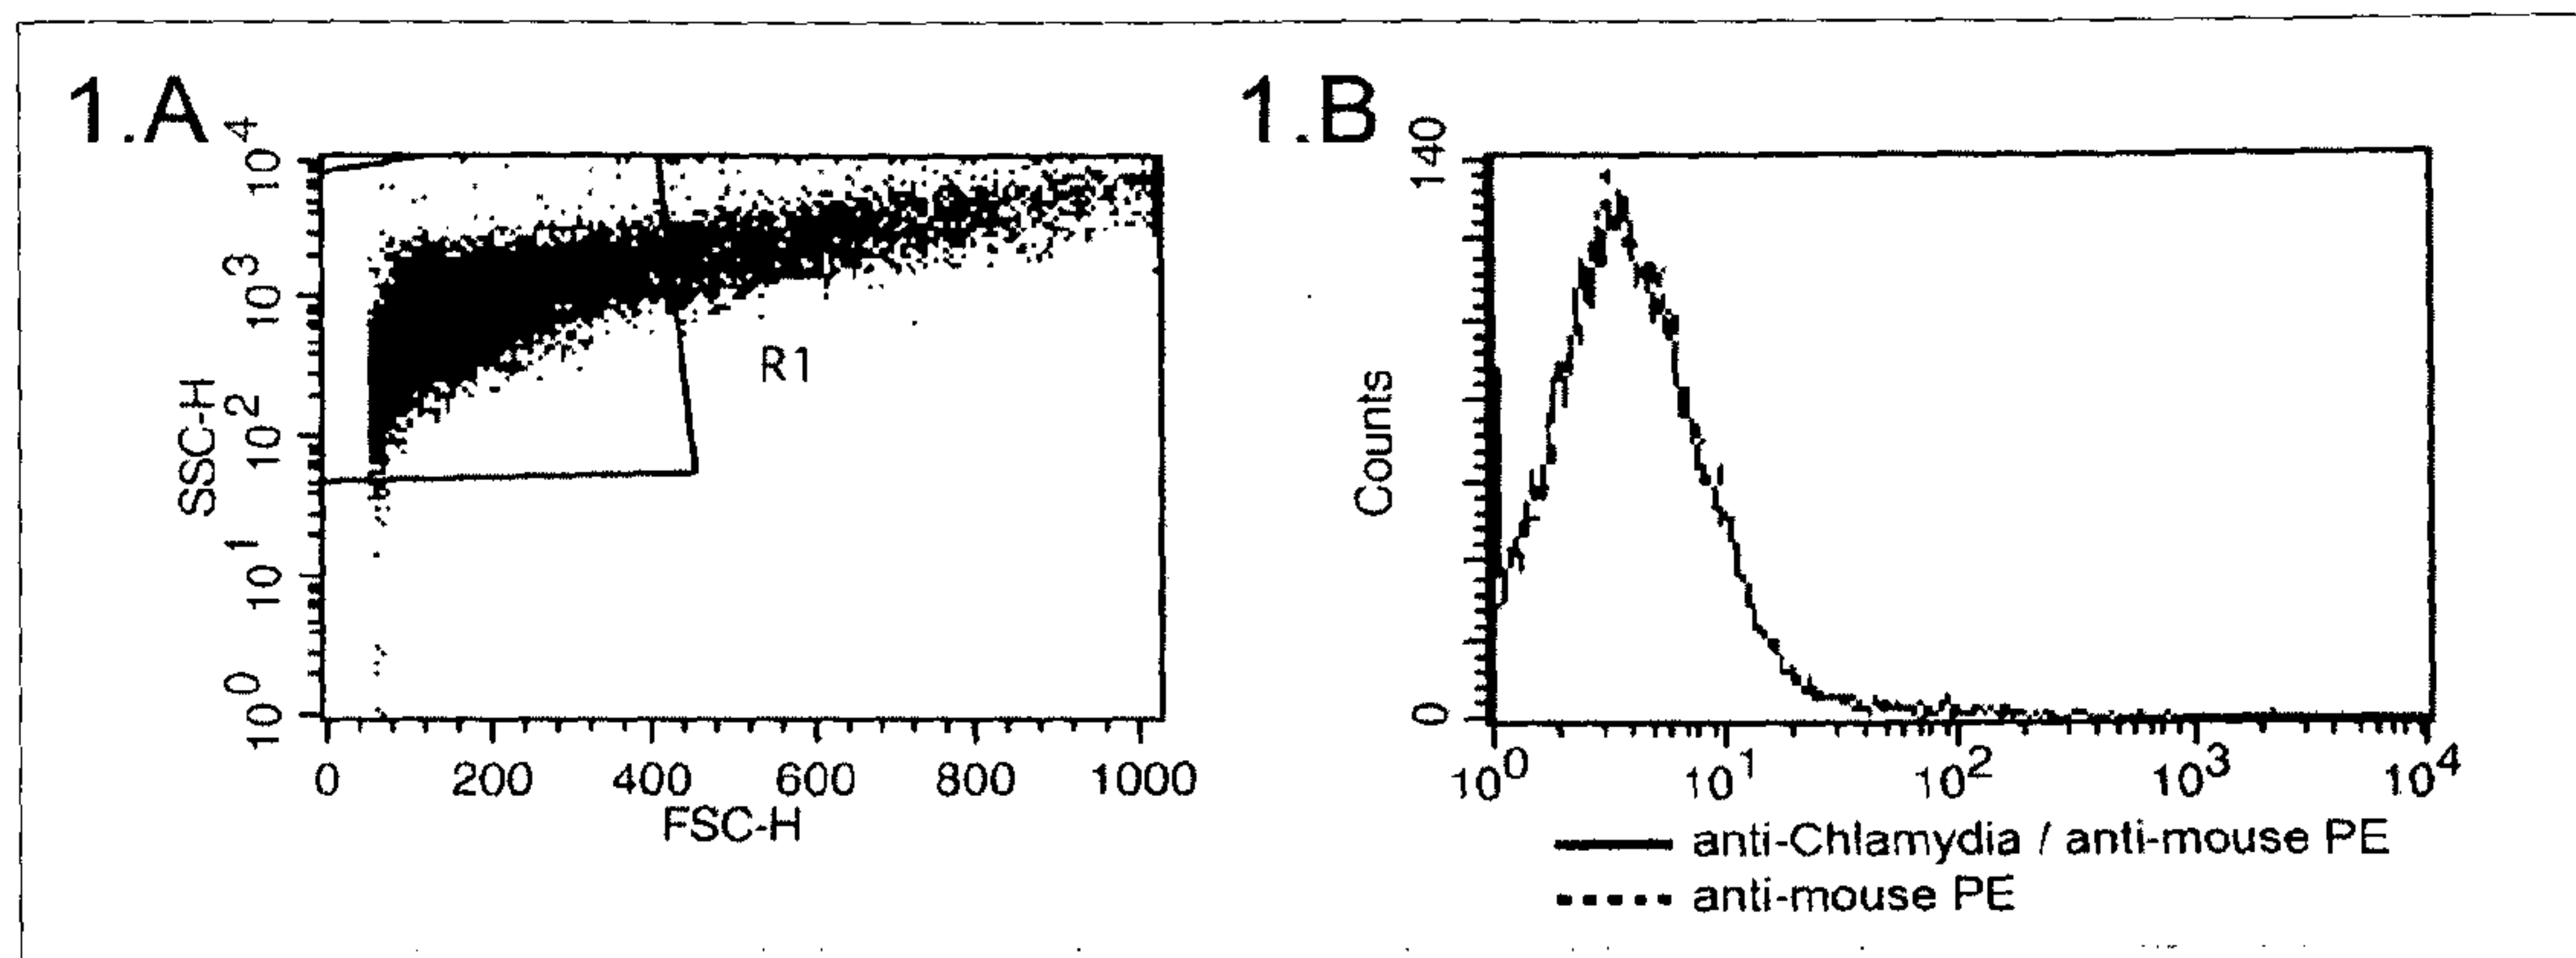 1.A
10^4
10^3
10^2
10^1
10^0
SSC-H
R1
0 200 400 600 800 1000
FSC-H
1.B
140
Counts
0
10^0 10^1 10^2 10^3 10^4
anti-Chlamydia / anti-mouse PE
anti-mouse PE